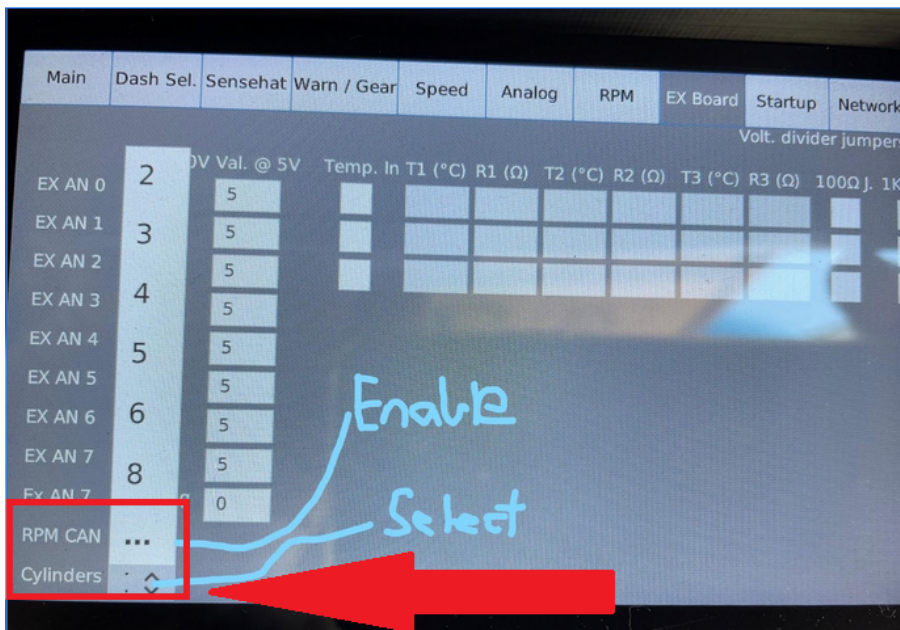 Main Dash Sel. Sensehat Warn / Gear Speed Analog RPM EX Board Startup Network
Volt. divider jumpers
0V Val. @ 5V Temp. In T1 (°C) R1 (Ω) T2 (°C) R2 (Ω) T3 (°C) R3 (Ω) 100Ω J. 1K
EX AN 0 2 5
EX AN 1 3 5
EX AN 2 5
EX AN 3 4 5
EX AN 4 5 5
EX AN 5 5
EX AN 6 6 5
EX AN 7 8 5
Ex AN 7 0
RPM CAN ...
Cylinders
Enable
Select